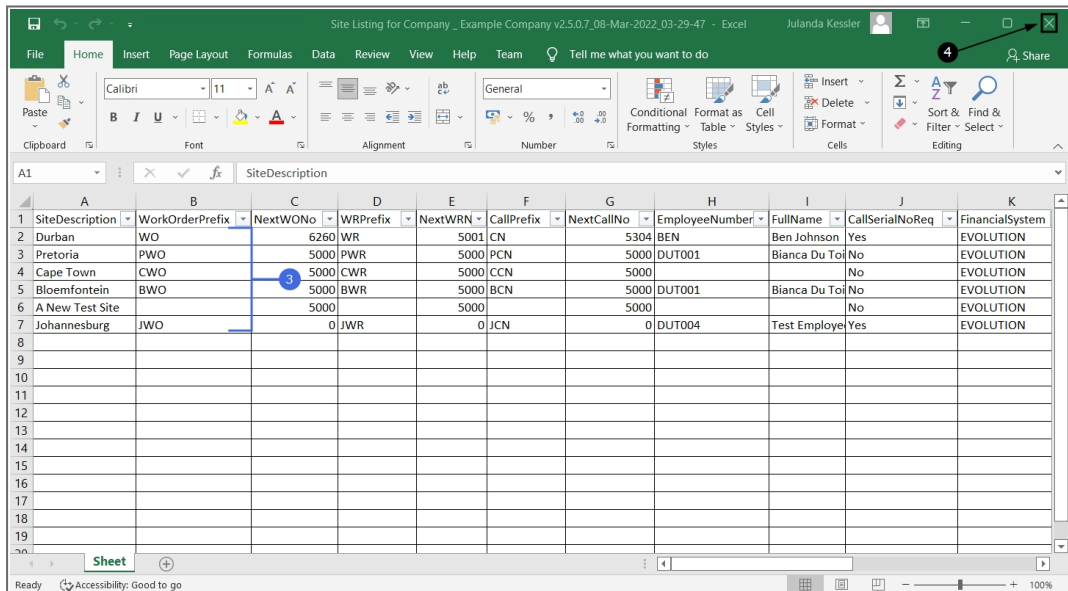 Site Listing for Company _ Example Company v2.5.0.7_08-Mar-2022_03-29-47 - Excel Julanda Kessler
File Home Insert Page Layout Formulas Data Review View Help Team Tell me what you want to do 4 Share
Paste Calibri 11 A A ab c General Conditional Formatting Format as Table Cell Styles Insert Σ A Z
B I U A % , Delete Sort & Filter Find & Select
Format
Clipboard Font Alignment Number Styles Cells Editing
A1 fx SiteDescription
A B C D E F G H I J K
1 SiteDescription WorkOrderPrefix NextWONo WRPrefix NextWRN CallPrefix NextCallNo EmployeeNumber FullName CallSerialNoReq FinancialSystem
2 Durban WO 6260 WR 5001 CN 5304 BEN Ben Johnson Yes EVOLUTION
3 Pretoria PWO 5000 PWR 5000 PCN 5000 DUT001 Bianca Du Toi No EVOLUTION
4 Cape Town CWO 5000 CWR 5000 CCN 5000 No EVOLUTION
3
5 Bloemfontein BWO 5000 BWR 5000 BCN 5000 DUT001 Bianca Du Toi No EVOLUTION
6 A New Test Site 5000 5000 5000 No EVOLUTION
7 Johannesburg JWO 0 JWR 0 JCN 0 DUT004 Test Employe Yes EVOLUTION
8
9
10
11
12
13
14
15
16
17
18
19
Sheet
Ready Accessibility: Good to go 100%